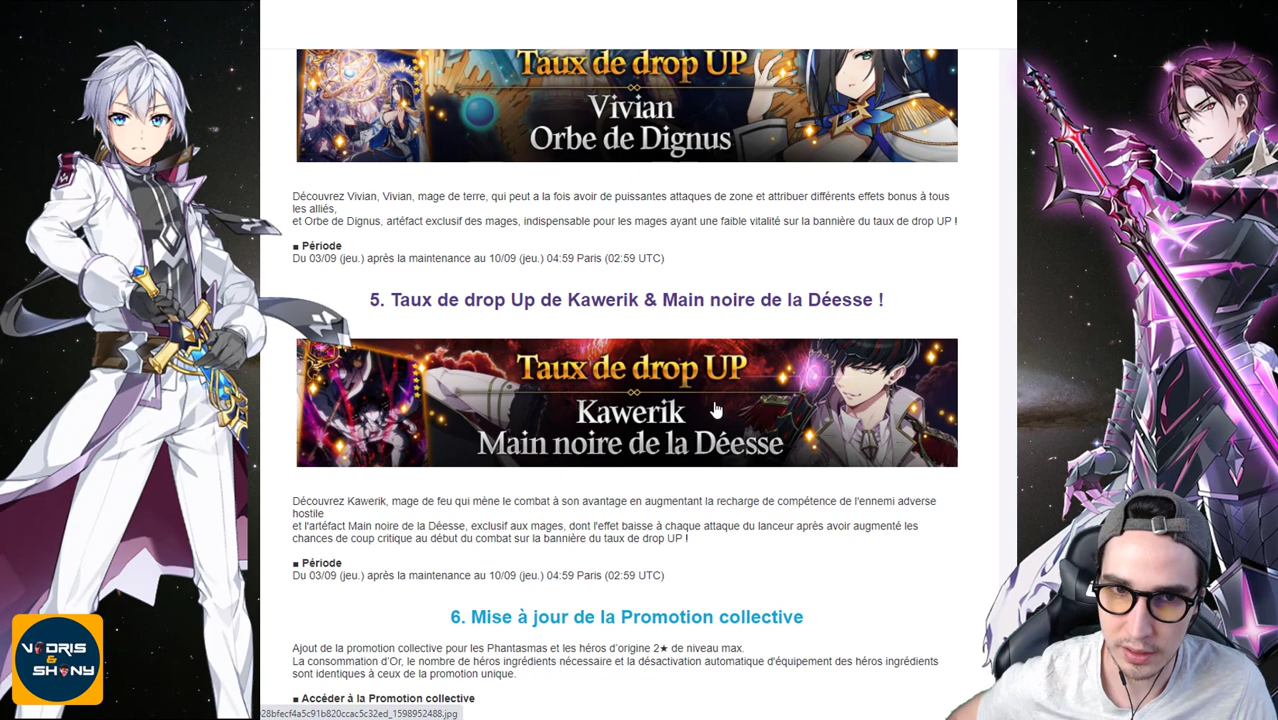 Taux de drop UP
Vivian
Orbe de Dignus
Découvrez Vivian, Vivian, mage de terre, qui peut a la fois avoir de puissantes attaques de zone et attribuer différents effets bonus à tous
les alliés,
et Orbe de Dignus, artéfact exclusif des mages, indispensable pour les mages ayant une faible vitalité sur la bannière du taux de drop UP !
■ Période
Du 03/09 (jeu.) après la maintenance au 10/09 (jeu.) 04:59 Paris (02:59 UTC)
5. Taux de drop Up de Kawerik & Main noire de la Déesse !
Taux de drop UP
Kawerik
Main noire de la Déesse
Découvrez Kawerik, mage de feu qui mène le combat à son avantage en augmentant la recharge de compétence de l'ennemi adverse
hostile
et l'artéfact Main noire de la Déesse, exclusif aux mages, dont l'effet baisse à chaque attaque du lanceur après avoir augmenté les
chances de coup critique au début du combat sur la bannière du taux de drop UP !
■ Période
Du 03/09 (jeu.) après la maintenance au 10/09 (jeu.) 04:59 Paris (02:59 UTC)
6. Mise à jour de la Promotion collective
Ajout de la promotion collective pour les Phantasmas et les héros d'origine 2★ de niveau max.
La consommation d'Or, le nombre de héros ingrédients nécessaire et la désactivation automatique d'équipement des héros ingrédients
sont identiques à ceux de la promotion unique.
■ Accéder à la Promotion collective
28bfecf4a5c91b820ccac5c32ed_1598952488.jpg
VODRIS
&
SHONY